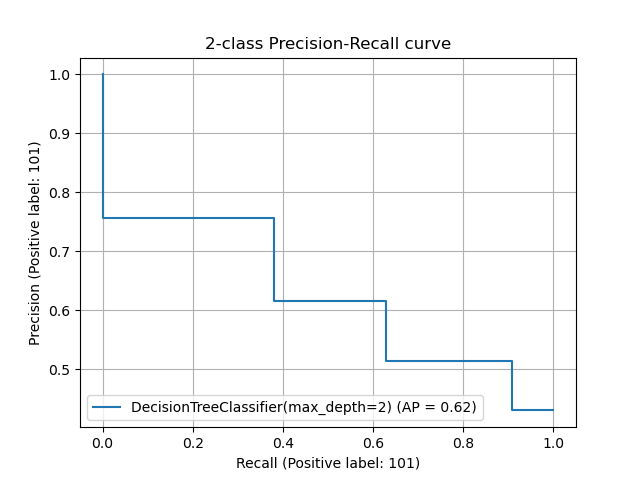 2-class Precision-Recall curve
Precision (Positive label: 101)
1.0
0.9
0.8
0.7
0.6
0.5
DecisionTreeClassifier(max_depth=2) (AP = 0.62)
0.0 0.2 0.4 0.6 0.8 1.0
Recall (Positive label: 101)